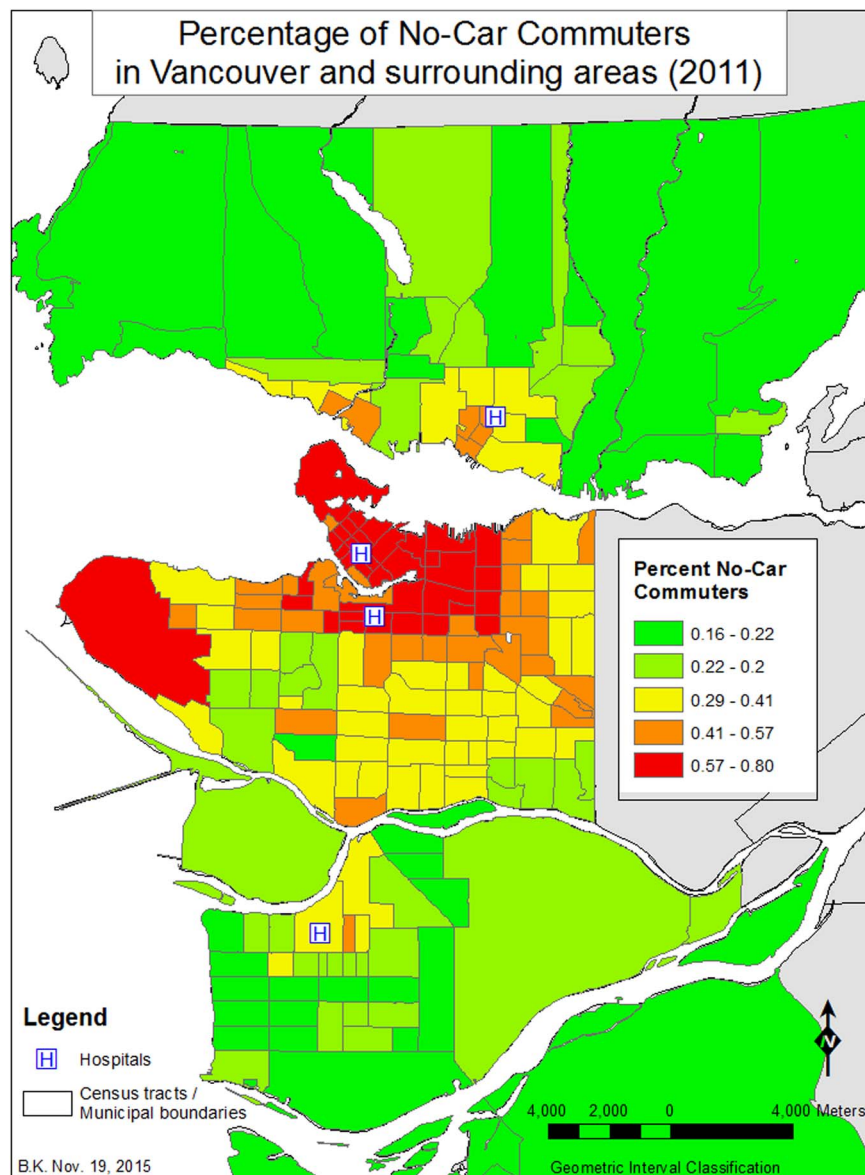 Percentage of No-Car Commuters
in Vancouver and surrounding areas (2011)
H
H
H
H
Percent No-Car
Commuters
0.16 - 0.22
0.22 - 0.2
0.29 - 0.41
0.41 - 0.57
0.57 - 0.80
Legend
H Hospitals
Census tracts /
Municipal boundaries
N
4,000 2,000 0 4,000 Meters
B.K. Nov. 19, 2015
Geometric Interval Classification